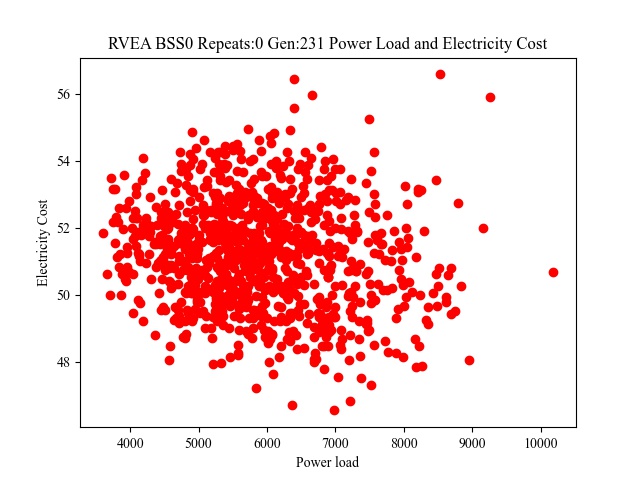 RVEA BSS0 Repeats:0 Gen:231 Power Load and Electricity Cost
Electricity Cost
56
54
52
50
48
4000 5000 6000 7000 8000 9000 10000
Power load